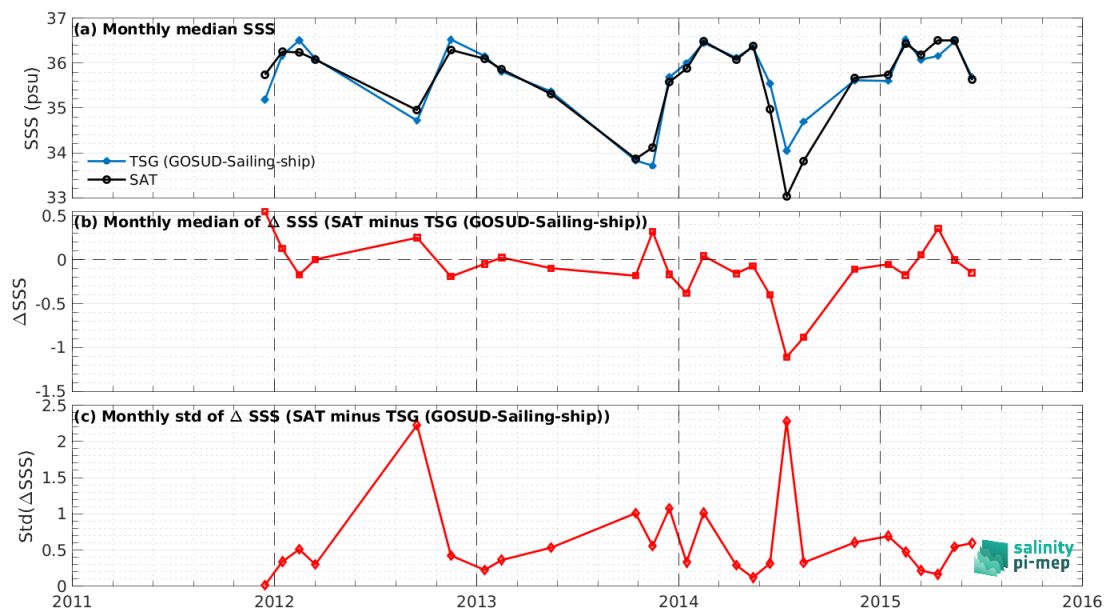 (a) Monthly median SSS
37
36
35
34
33
SSS (psu)
TSG (GOSUD-Sailing-ship)
SAT
(b) Monthly median of Δ SSS (SAT minus TSG (GOSUD-Sailing-ship))
0.5
0
-0.5
-1
-1.5
ΔSSS
(c) Monthly std of Δ SSS (SAT minus TSG (GOSUD-Sailing-ship))
2.5
2
1.5
1
0.5
0
Std(ΔSSS)
salinity
pi-mep
2011 2012 2013 2014 2015 2016